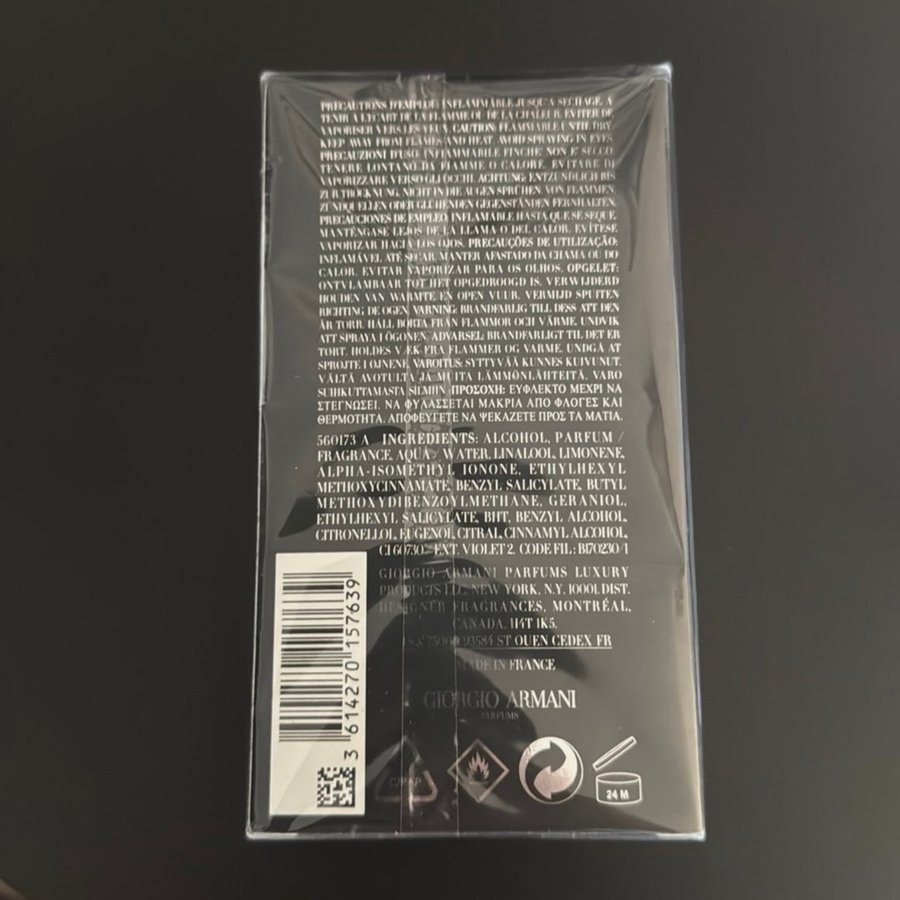 PRECAUTIONS D'EMPLOI: INFLAMMABLE JUSQU'A SECHAGE. A
TENIR A L'ECART DE LA FLAMME OU DE LA CHALEUR. EVITER DE
VAPORISER VERS LES YEUX. CAUTION: FLAMMABLE UNTIL DRY.
KEEP AWAY FROM FLAMES AND HEAT. AVOID SPRAYING IN EYES.
PRECAUZIONI D'USO: INFIAMMABILE FINCHE' NON E' SECCO.
TENERE LONTANO DA FIAMME O CALORE. EVITARE DI
VAPORIZZARE VERSO GLI OCCHI. ACHTUNG: ENTZÜNDLICH BIS
ZUR TROCKNUNG. NICHT IN DIE AUGEN SPRÜHEN. VON FLAMMEN,
ZÜNDQUELLEN ODER GLÜHENDEN GEGENSTÄNDEN FERNHALTEN.
PRECAUCIONES DE EMPLEO: INFLAMABLE HASTA QUE SE SEQUE.
MANTÉNGASE LEJOS DE LA LLAMA O DEL CALOR. EVÍTESE
VAPORIZAR HACIA LOS OJOS. PRECAUÇÕES DE UTILIZAÇÃO:
INFLAMÁVEL ATÉ SECAR. MANTER AFASTADO DA CHAMA OU DO
CALOR. EVITAR VAPORIZAR PARA OS OLHOS. OPGELET:
ONTVLAMBAAR TOT HET OPGEDROOGD IS. VERWIJDERD
HOUDEN VAN WARMTE EN OPEN VUUR. VERMIJD SPUITEN
RICHTING DE OGEN. VARNING: BRANDFARLIG TILL DESS ATT DEN
ÄR TORR. HÅLL BORTA FRÅN FLAMMOR OCH VÄRME. UNDVIK
ATT SPRAYA I ÖGONEN. ADVARSEL: BRANDFARLIGT TIL DET ER
TØRT. HOLDES VÆK FRA FLAMMER OG VARME. UNDGÅ AT
SPRØJTE I ØJNENE. VAROITUS: SYTTYVÄÄ KUNNES KUIVUNUT.
VÄLTÄ AVOTULTA JA MUITA LÄMMÖNLÄHTEITÄ. VARO
SUIHKUTTAMASTA SILMIIN. ΠΡΟΣΟΧΗ: ΕΥΦΛΕΚΤΟ ΜΕΧΡΙ ΝΑ
ΣΤΕΓΝΩΣΕΙ. ΝΑ ΦΥΛΑΣΣΕΤΑΙ ΜΑΚΡΙΑ ΑΠΟ ΦΛΟΓΕΣ ΚΑΙ
ΘΕΡΜΟΤΗΤΑ. ΑΠΟΦΕΥΓΕΤΕ ΝΑ ΨΕΚΑΖΕΤΕ ΠΡΟΣ ΤΑ ΜΑΤΙΑ.
560173 A INGREDIENTS: ALCOHOL, PARFUM /
FRAGRANCE, AQUA / WATER, LINALOOL, LIMONENE,
ALPHA-ISOMETHYL IONONE, ETHYLHEXYL
METHOXYCINNAMATE, BENZYL SALICYLATE, BUTYL
METHOXYDIBENZOYLMETHANE, GERANIOL,
ETHYLHEXYL SALICYLATE, BHT, BENZYL ALCOHOL,
CITRONELLOL, EUGENOL, CITRAL, CINNAMYL ALCOHOL,
CI 60730 / EXT. VIOLET 2. CODE FIL : B170230/1
GIORGIO ARMANI PARFUMS LUXURY
PRODUCTS LLC, NEW YORK, N.Y. 10001. DIST.
DESIGNER FRAGRANCES, MONTRÉAL,
CANADA, H4T 1K5.
93584 ST OUEN CEDEX FR
MADE IN FRANCE
GIORGIO ARMANI
PARFUMS
3 614270 157639
24 M